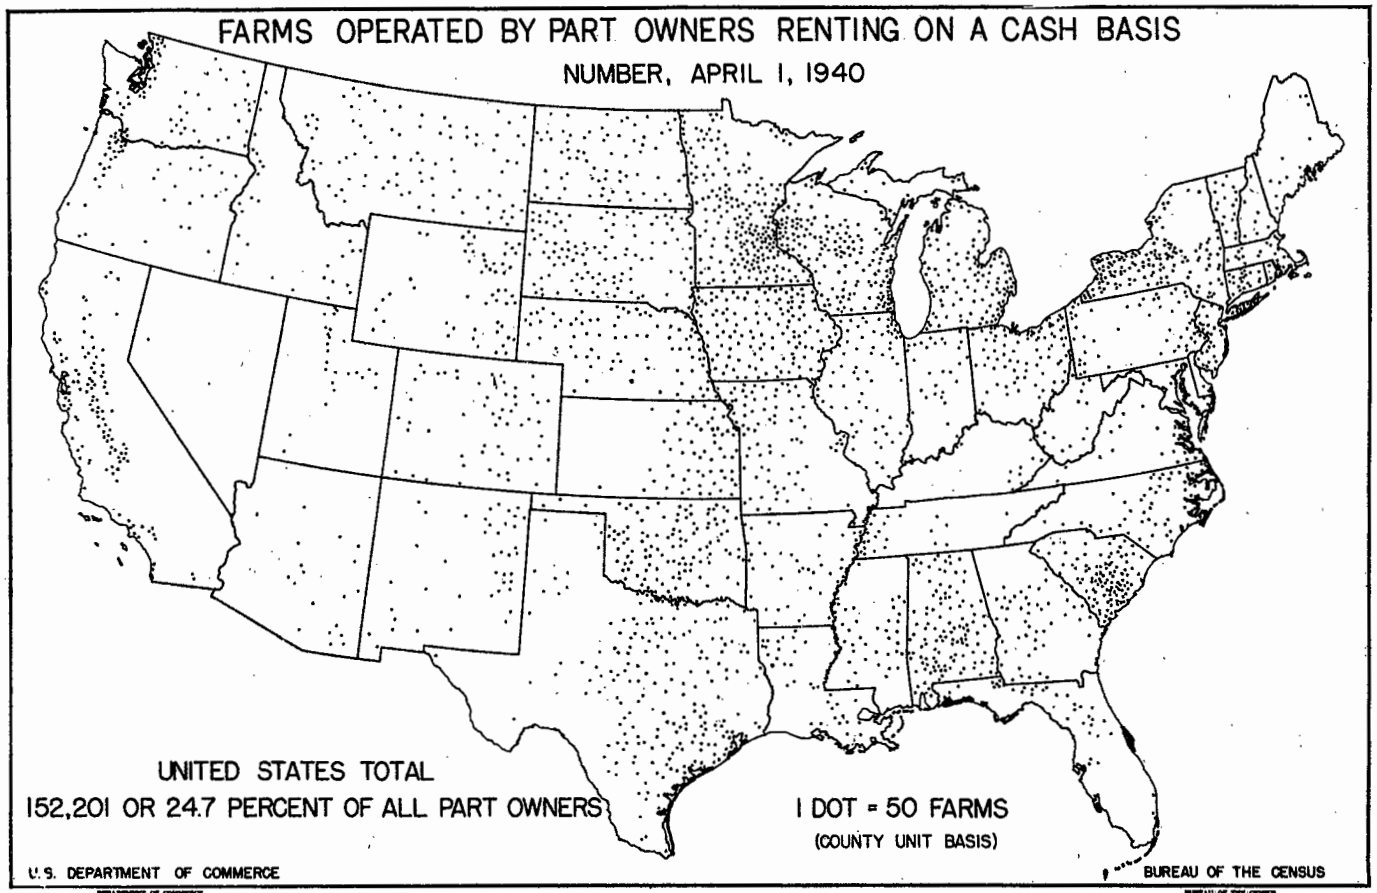 FARMS OPERATED BY PART OWNERS RENTING ON A CASH BASIS
NUMBER, APRIL 1, 1940
UNITED STATES TOTAL
152,201 OR 24.7 PERCENT OF ALL PART OWNERS
1 DOT = 50 FARMS
(COUNTY UNIT BASIS)
U.S. DEPARTMENT OF COMMERCE
BUREAU OF THE CENSUS